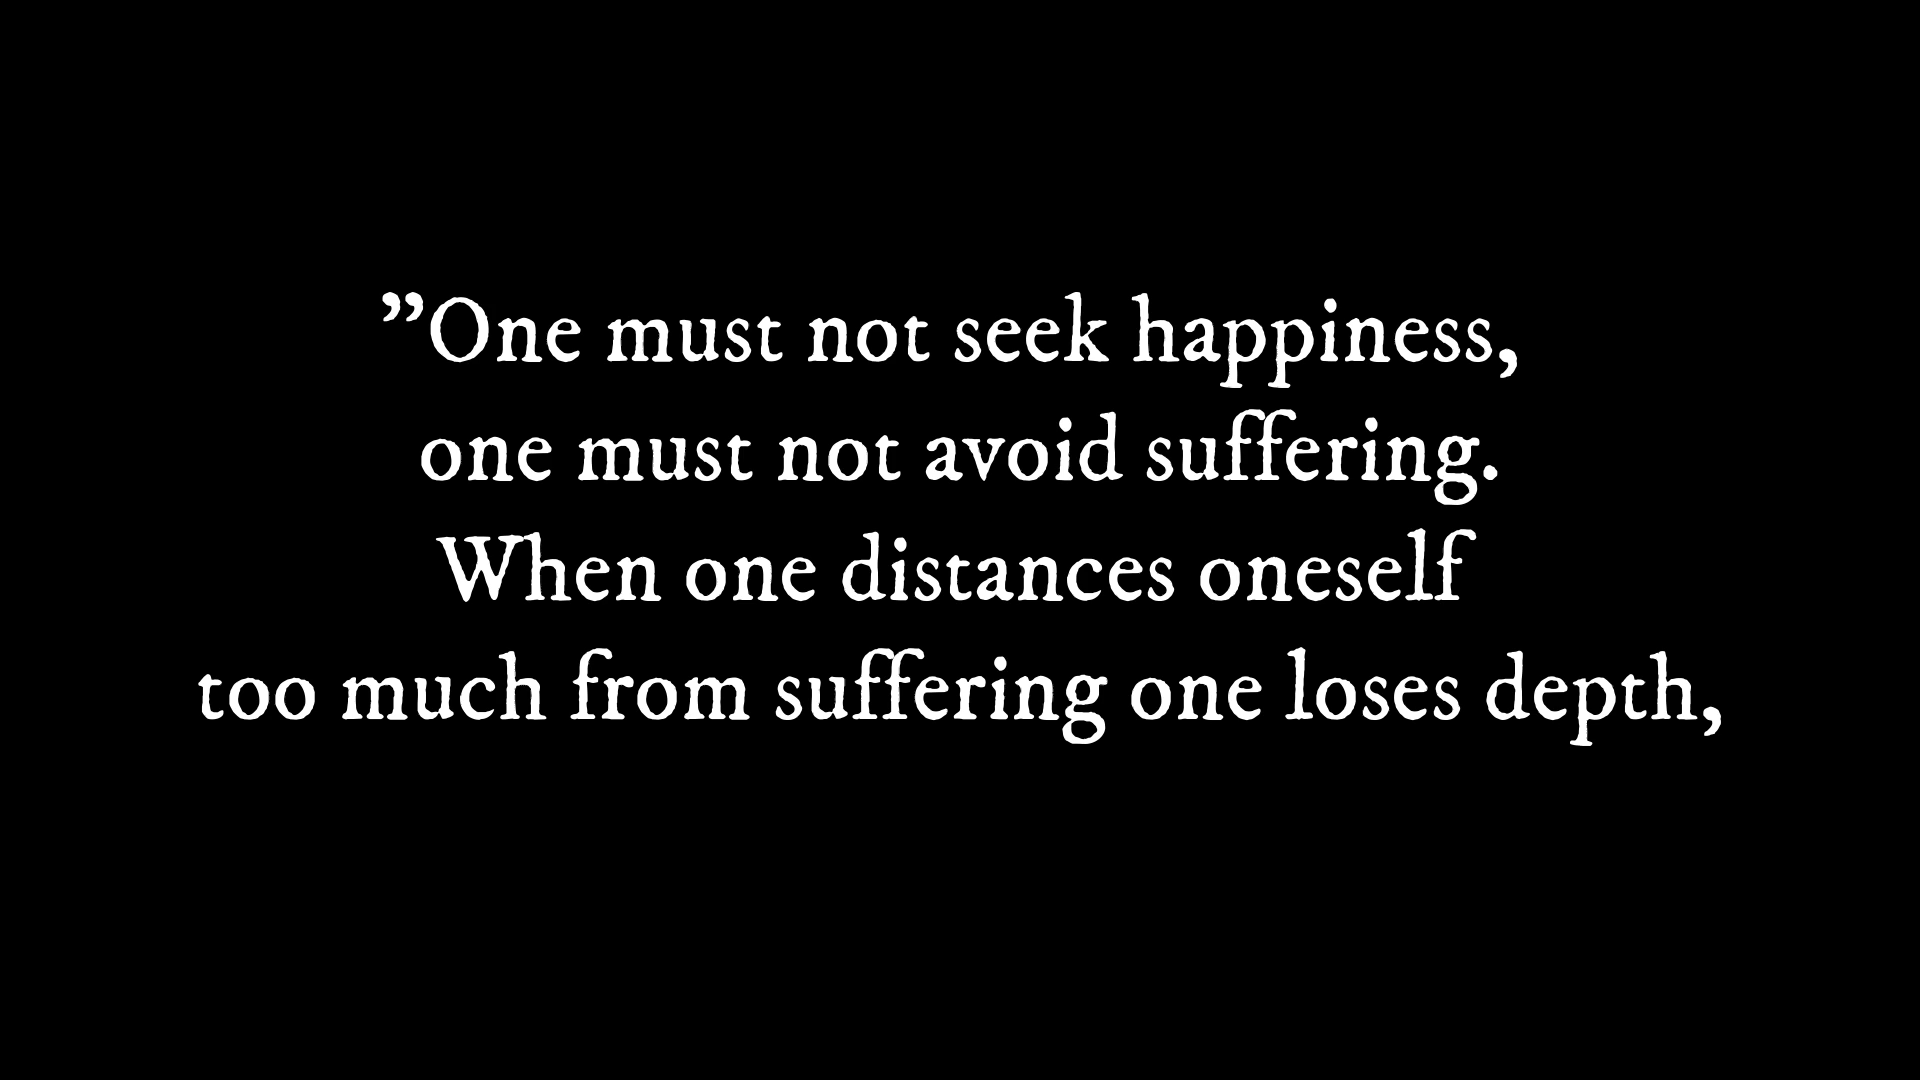 ”One must not seek happiness,
one must not avoid suffering.
When one distances oneself
too much from suffering one loses depth,